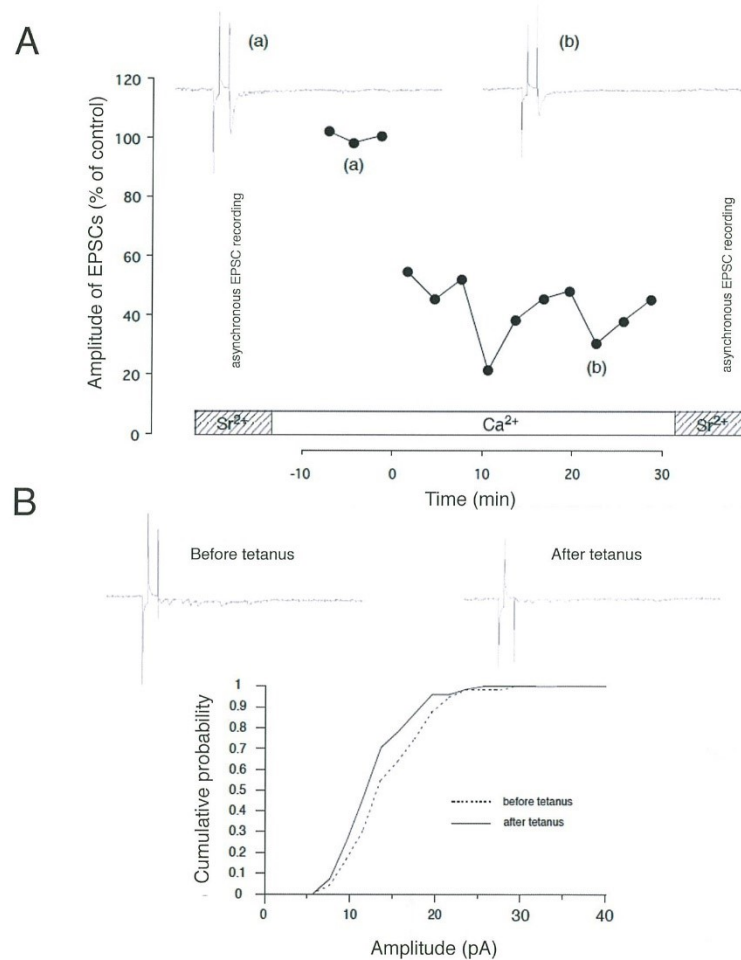 A
(a)
(b)
120
100
80
60
40
20
0
Amplitude of EPSCs (% of control)
(a)
(b)
asynchronous EPSC recording
asynchronous EPSC recording
Sr²⁺
Ca²⁺
Sr²⁺
-10
0
10
20
30
Time (min)
B
Before tetanus
After tetanus
1
0.9
0.8
0.7
0.6
0.5
0.4
0.3
0.2
0.1
0
Cumulative probability
before tetanus
after tetanus
0
10
20
30
40
Amplitude (pA)